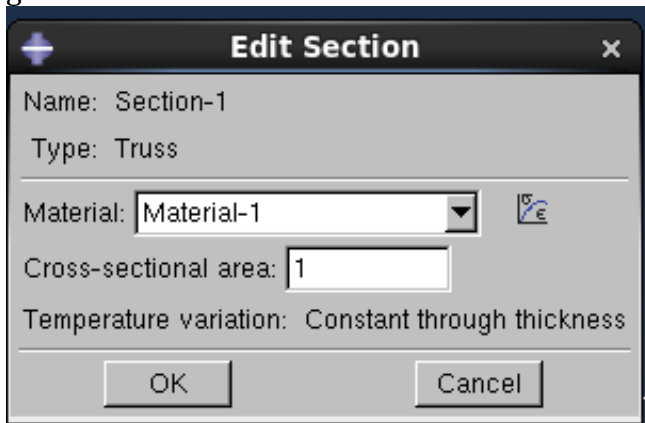 Edit Section
Name: Section-1
Type: Truss
Material: Material-1
σ ε
Cross-sectional area: 1
Temperature variation: Constant through thickness
OK Cancel